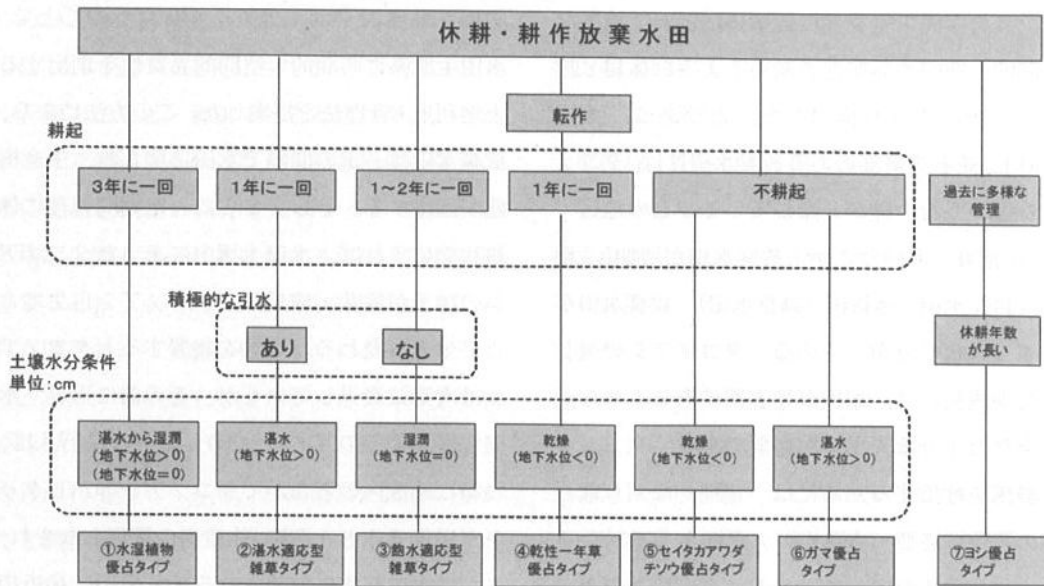 休耕・耕作放棄水田
転作
耕起
3年に一回
1年に一回
1~2年に一回
1年に一回
不耕起
過去に多様な
管理
積極的な引水
あり
なし
休耕年数
が長い
土壌水分条件
単位:cm
湛水から湿潤
(地下水位>0)
(地下水位=0)
湛水
(地下水位>0)
湿潤
(地下水位=0)
乾燥
(地下水位<0)
乾燥
(地下水位<0)
湛水
(地下水位>0)
①水湿植物
優占タイプ
②湛水適応型
雑草タイプ
③飽水適応型
雑草タイプ
④乾性一年草
優占タイプ
⑤セイタカアワダ
チソウ優占タイプ
⑥ガマ優占
タイプ
⑦ヨシ優占
タイプ